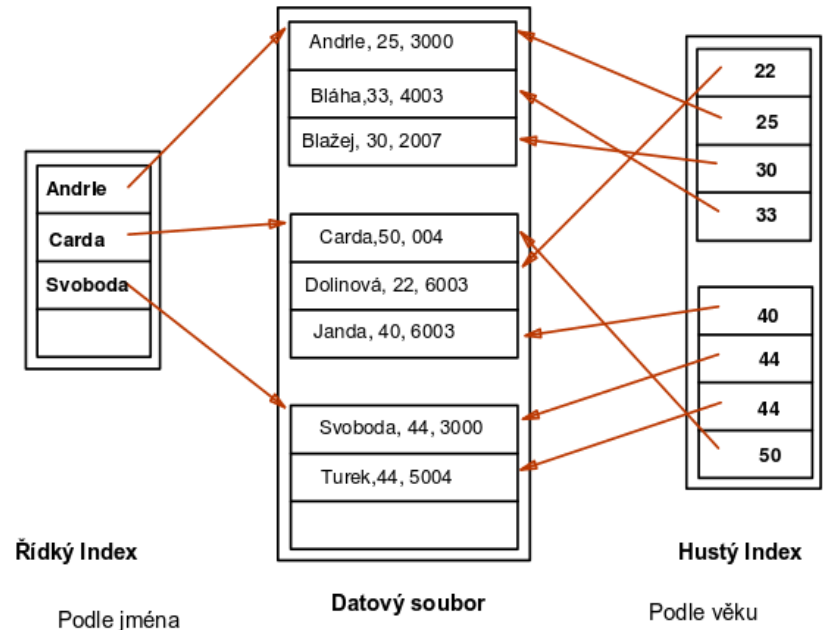 Andrle
Carda
Svoboda
Řídký Index
Podle jména
Andrle, 25, 3000
Bláha,33, 4003
Blažej, 30, 2007
Carda,50, 004
Dolinová, 22, 6003
Janda, 40, 6003
Svoboda, 44, 3000
Turek,44, 5004
Datový soubor
22
25
30
33
40
44
44
50
Hustý Index
Podle věku